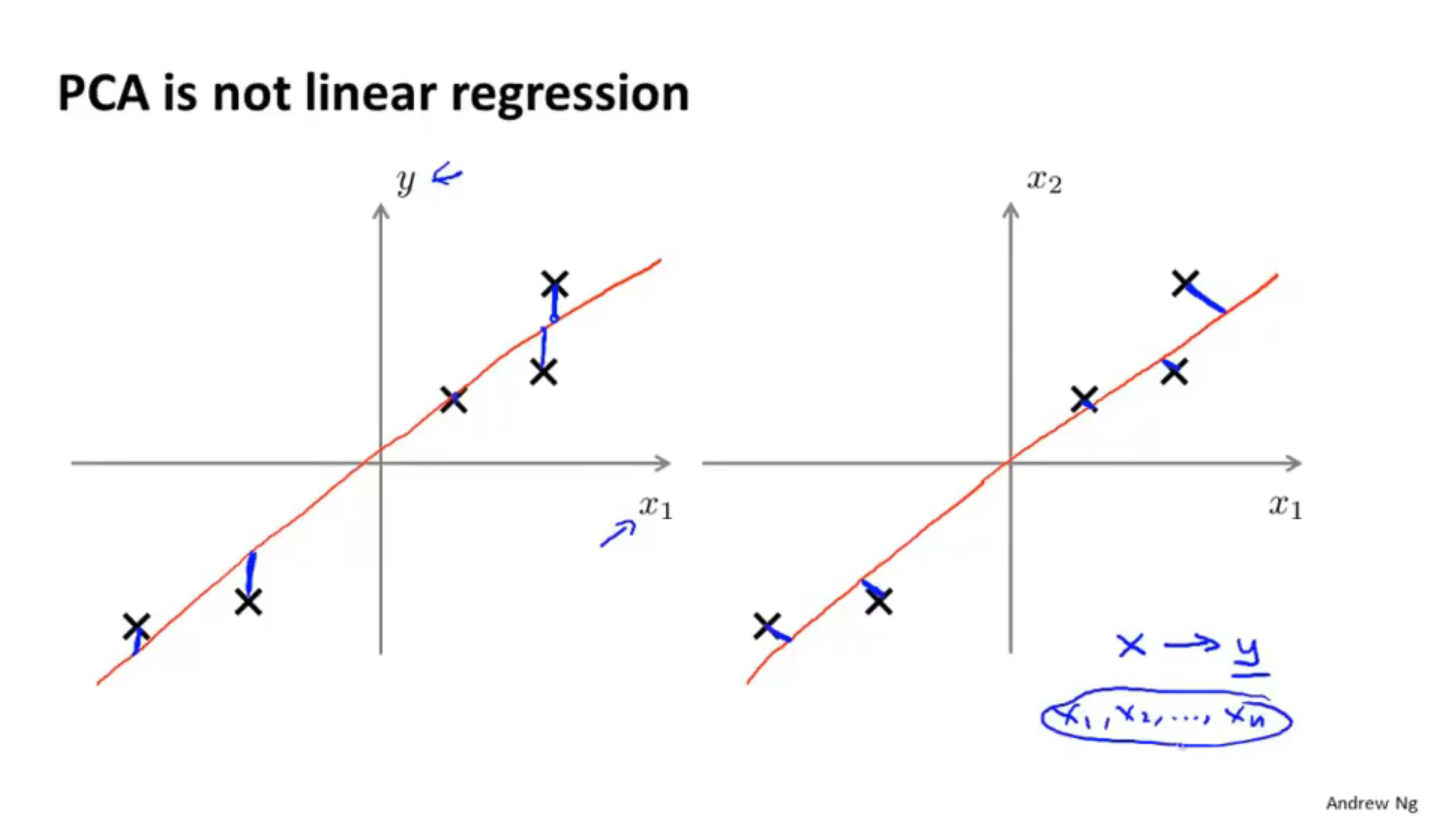 PCA is not linear regression
y
x₁
x₂
x₁
x → y
x₁, x₂, ..., xₙ
Andrew Ng